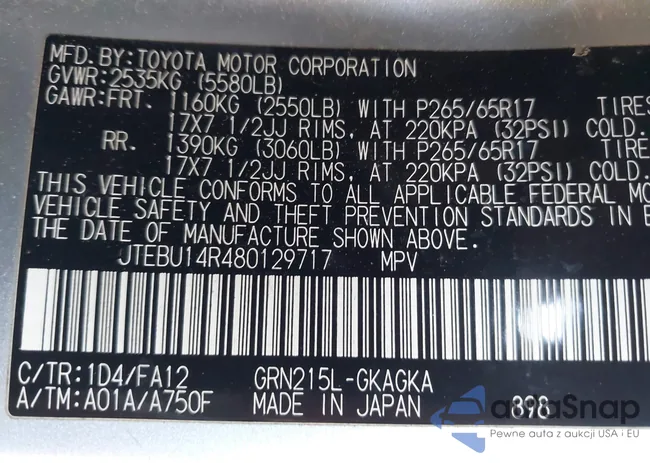 MFD.BY:TOYOTA MOTOR CORPORATION
GVWR:2535KG (5580LB)
GAWR:FRT. 1160KG (2550LB) WITH P265/65R17 TIRES
17X7 1/2JJ RIMS, AT 220KPA (32PSI) COLD.
RR. 1390KG (3060LB) WITH P265/65R17 TIRE
17X7 1/2JJ RIMS, AT 220KPA (32PSI) COLD.
THIS VEHICLE CONFORMS TO ALL APPLICABLE FEDERAL MO
VEHICLE SAFETY AND THEFT PREVENTION STANDARDS IN E
THE DATE OF MANUFACTURE SHOWN ABOVE.
JTEBU14R480129717 MPV
C/TR:1D4/FA12 GRN215L-GKAGKA
A/TM:A01A/A750F MADE IN JAPAN 898
autaSnap
Pewne auta z aukcji USA i EU